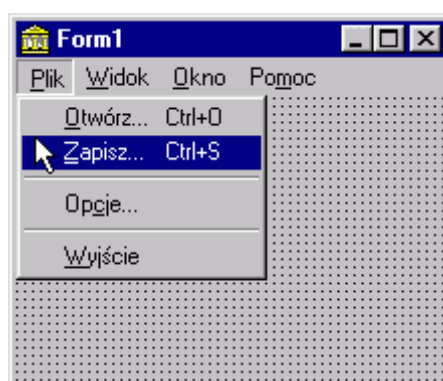 Form1
Plik Widok Okno Pomoc
Otwórz... Ctrl+O
Zapisz... Ctrl+S
Opcje...
Wyjście